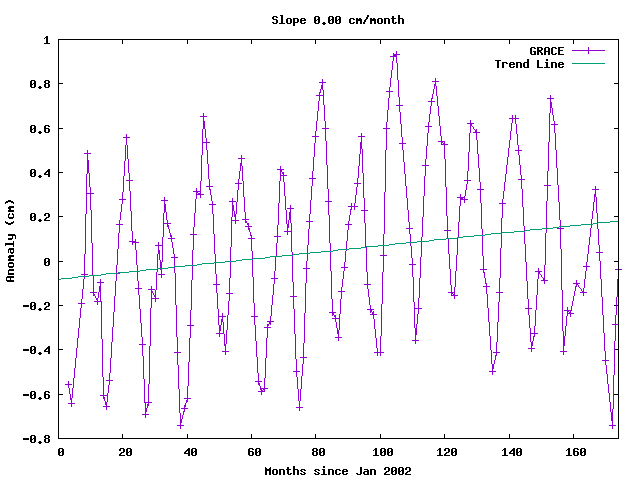 Slope 0.00 cm/month
1
GRACE
Trend Line
0.8
0.6
0.4
0.2
0
-0.2
-0.4
-0.6
-0.8
Anomaly (cm)
0 20 40 60 80 100 120 140 160
Months since Jan 2002